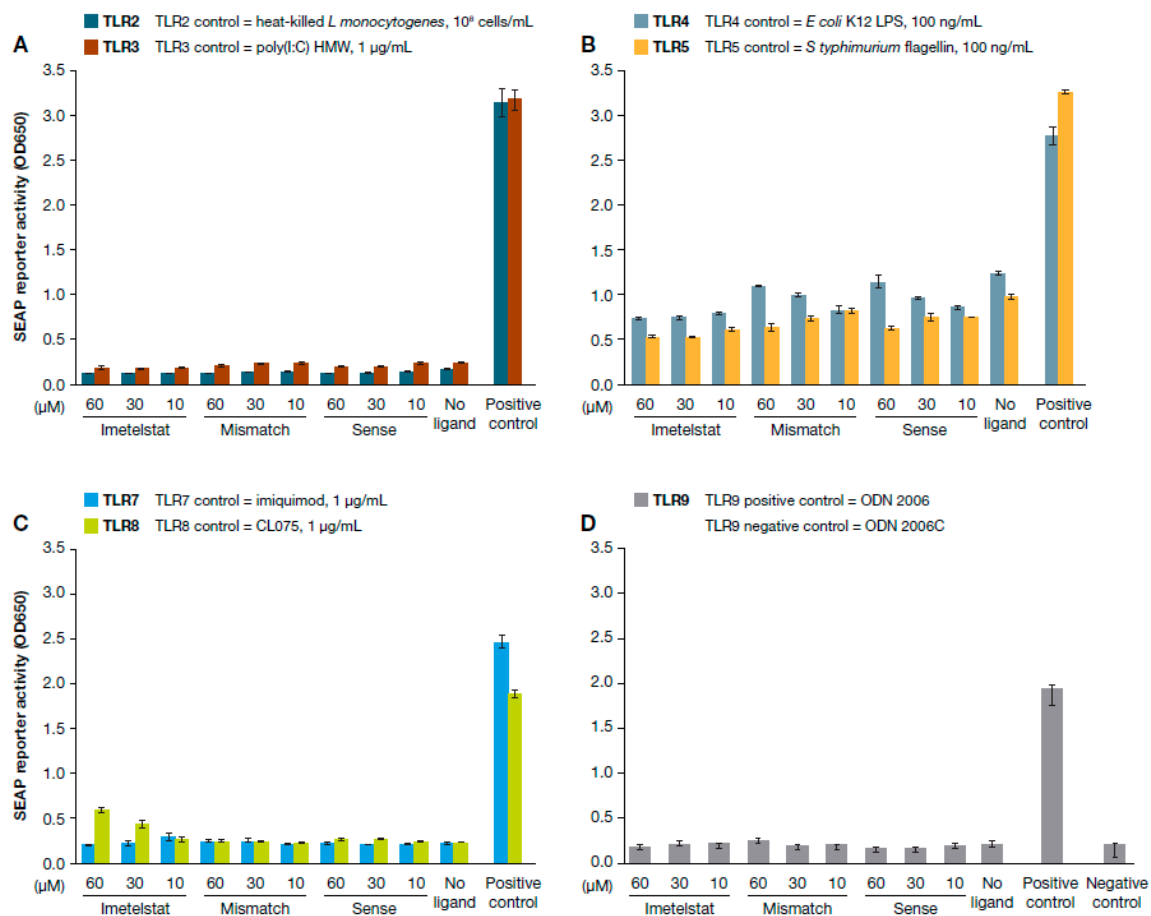 A
TLR2 TLR2 control = heat-killed L monocytogenes, 10⁸ cells/mL
TLR3 TLR3 control = poly(I:C) HMW, 1 µg/mL
SEAP reporter activity (OD650)
3.5
3.0
2.5
2.0
1.5
1.0
0.5
0.0
(µM) 60 30 10 60 30 10 60 30 10 No ligand Positive control
Imetelstat Mismatch Sense
B
TLR4 TLR4 control = E coli K12 LPS, 100 ng/mL
TLR5 TLR5 control = S typhimurium flagellin, 100 ng/mL
3.5
3.0
2.5
2.0
1.5
1.0
0.5
0.0
(µM) 60 30 10 60 30 10 60 30 10 No ligand Positive control
Imetelstat Mismatch Sense
C
TLR7 TLR7 control = imiquimod, 1 µg/mL
TLR8 TLR8 control = CL075, 1 µg/mL
SEAP reporter activity (OD650)
3.5
3.0
2.5
2.0
1.5
1.0
0.5
0.0
(µM) 60 30 10 60 30 10 60 30 10 No ligand Positive control
Imetelstat Mismatch Sense
D
TLR9 TLR9 positive control = ODN 2006
TLR9 negative control = ODN 2006C
3.5
3.0
2.5
2.0
1.5
1.0
0.5
0.0
(µM) 60 30 10 60 30 10 60 30 10 No ligand Positive control Negative control
Imetelstat Mismatch Sense